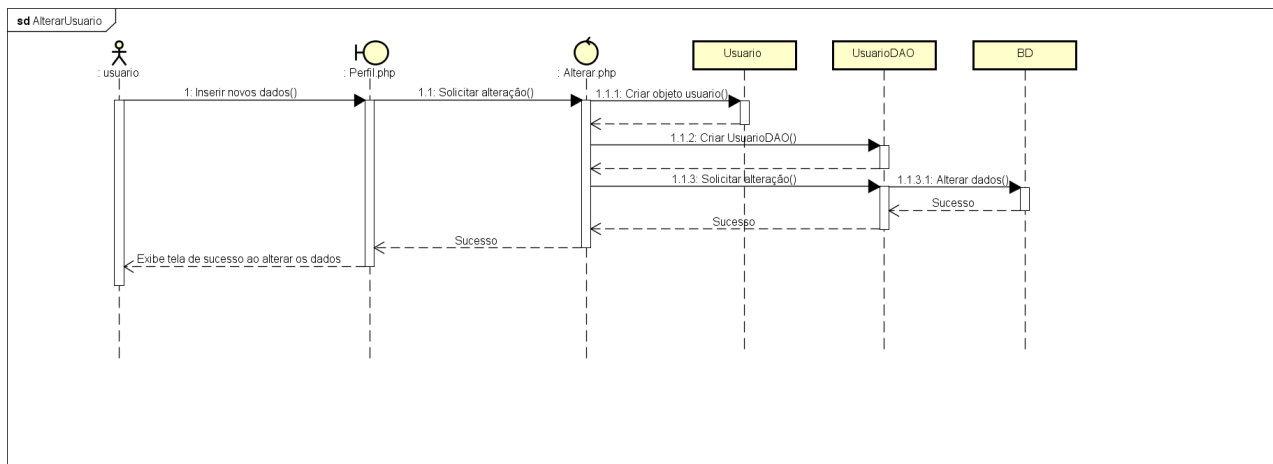 sd AlterarUsuario
: usuario
: Perfil.php
: Alterar.php
Usuario
UsuarioDAO
BD
1: Inserir novos dados()
1.1: Solicitar alteração()
1.1.1: Criar objeto usuario()
1.1.2: Criar UsuarioDAO()
1.1.3: Solicitar alteração()
1.1.3.1: Alterar dados()
Sucesso
Sucesso
Sucesso
Exibe tela de sucesso ao alterar os dados